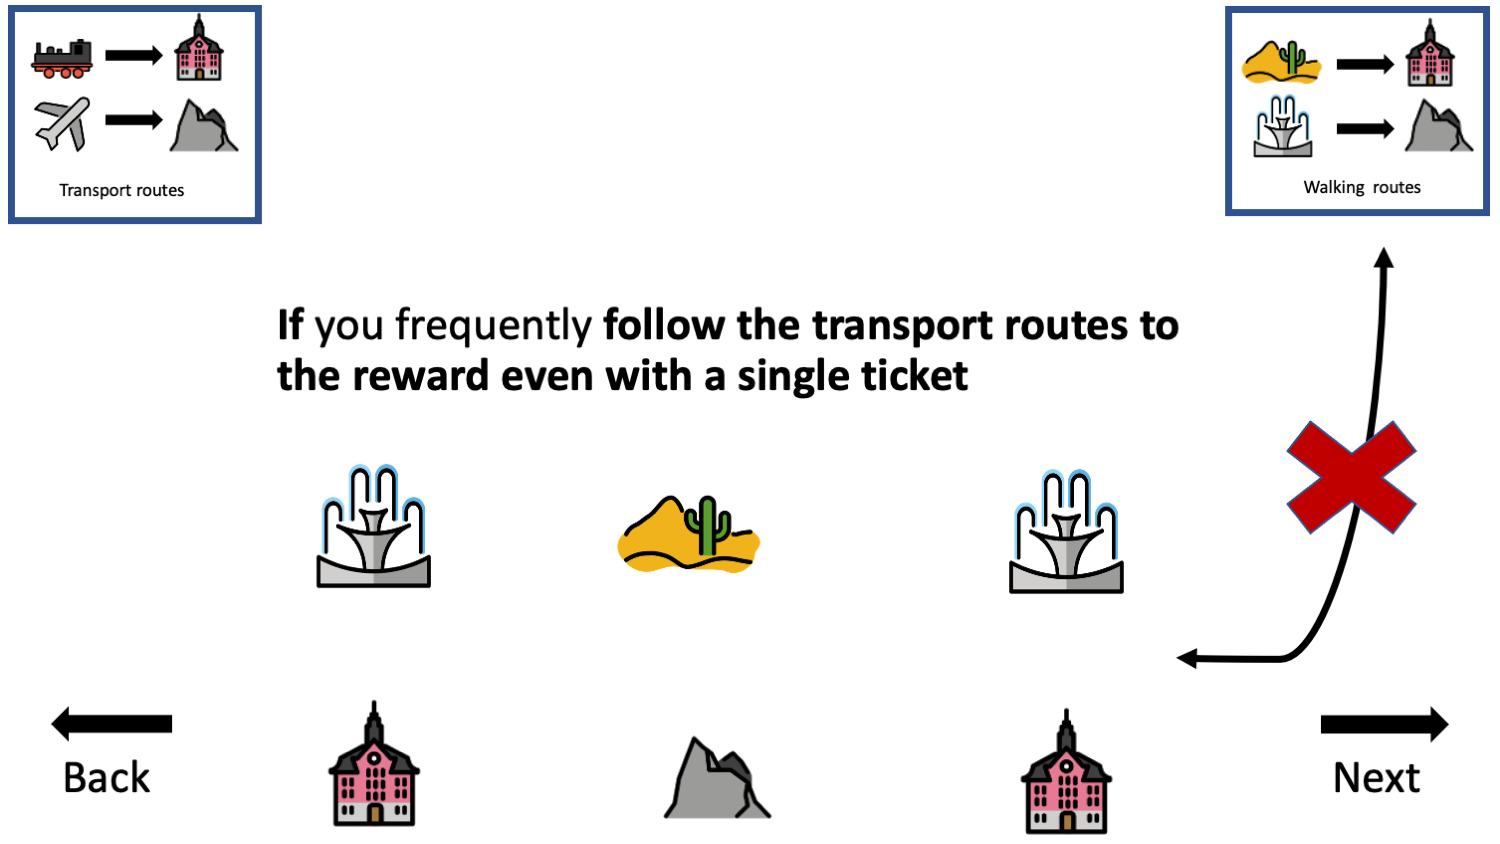 Transport routes
Walking routes
If you frequently follow the transport routes to
the reward even with a single ticket
Back
Next